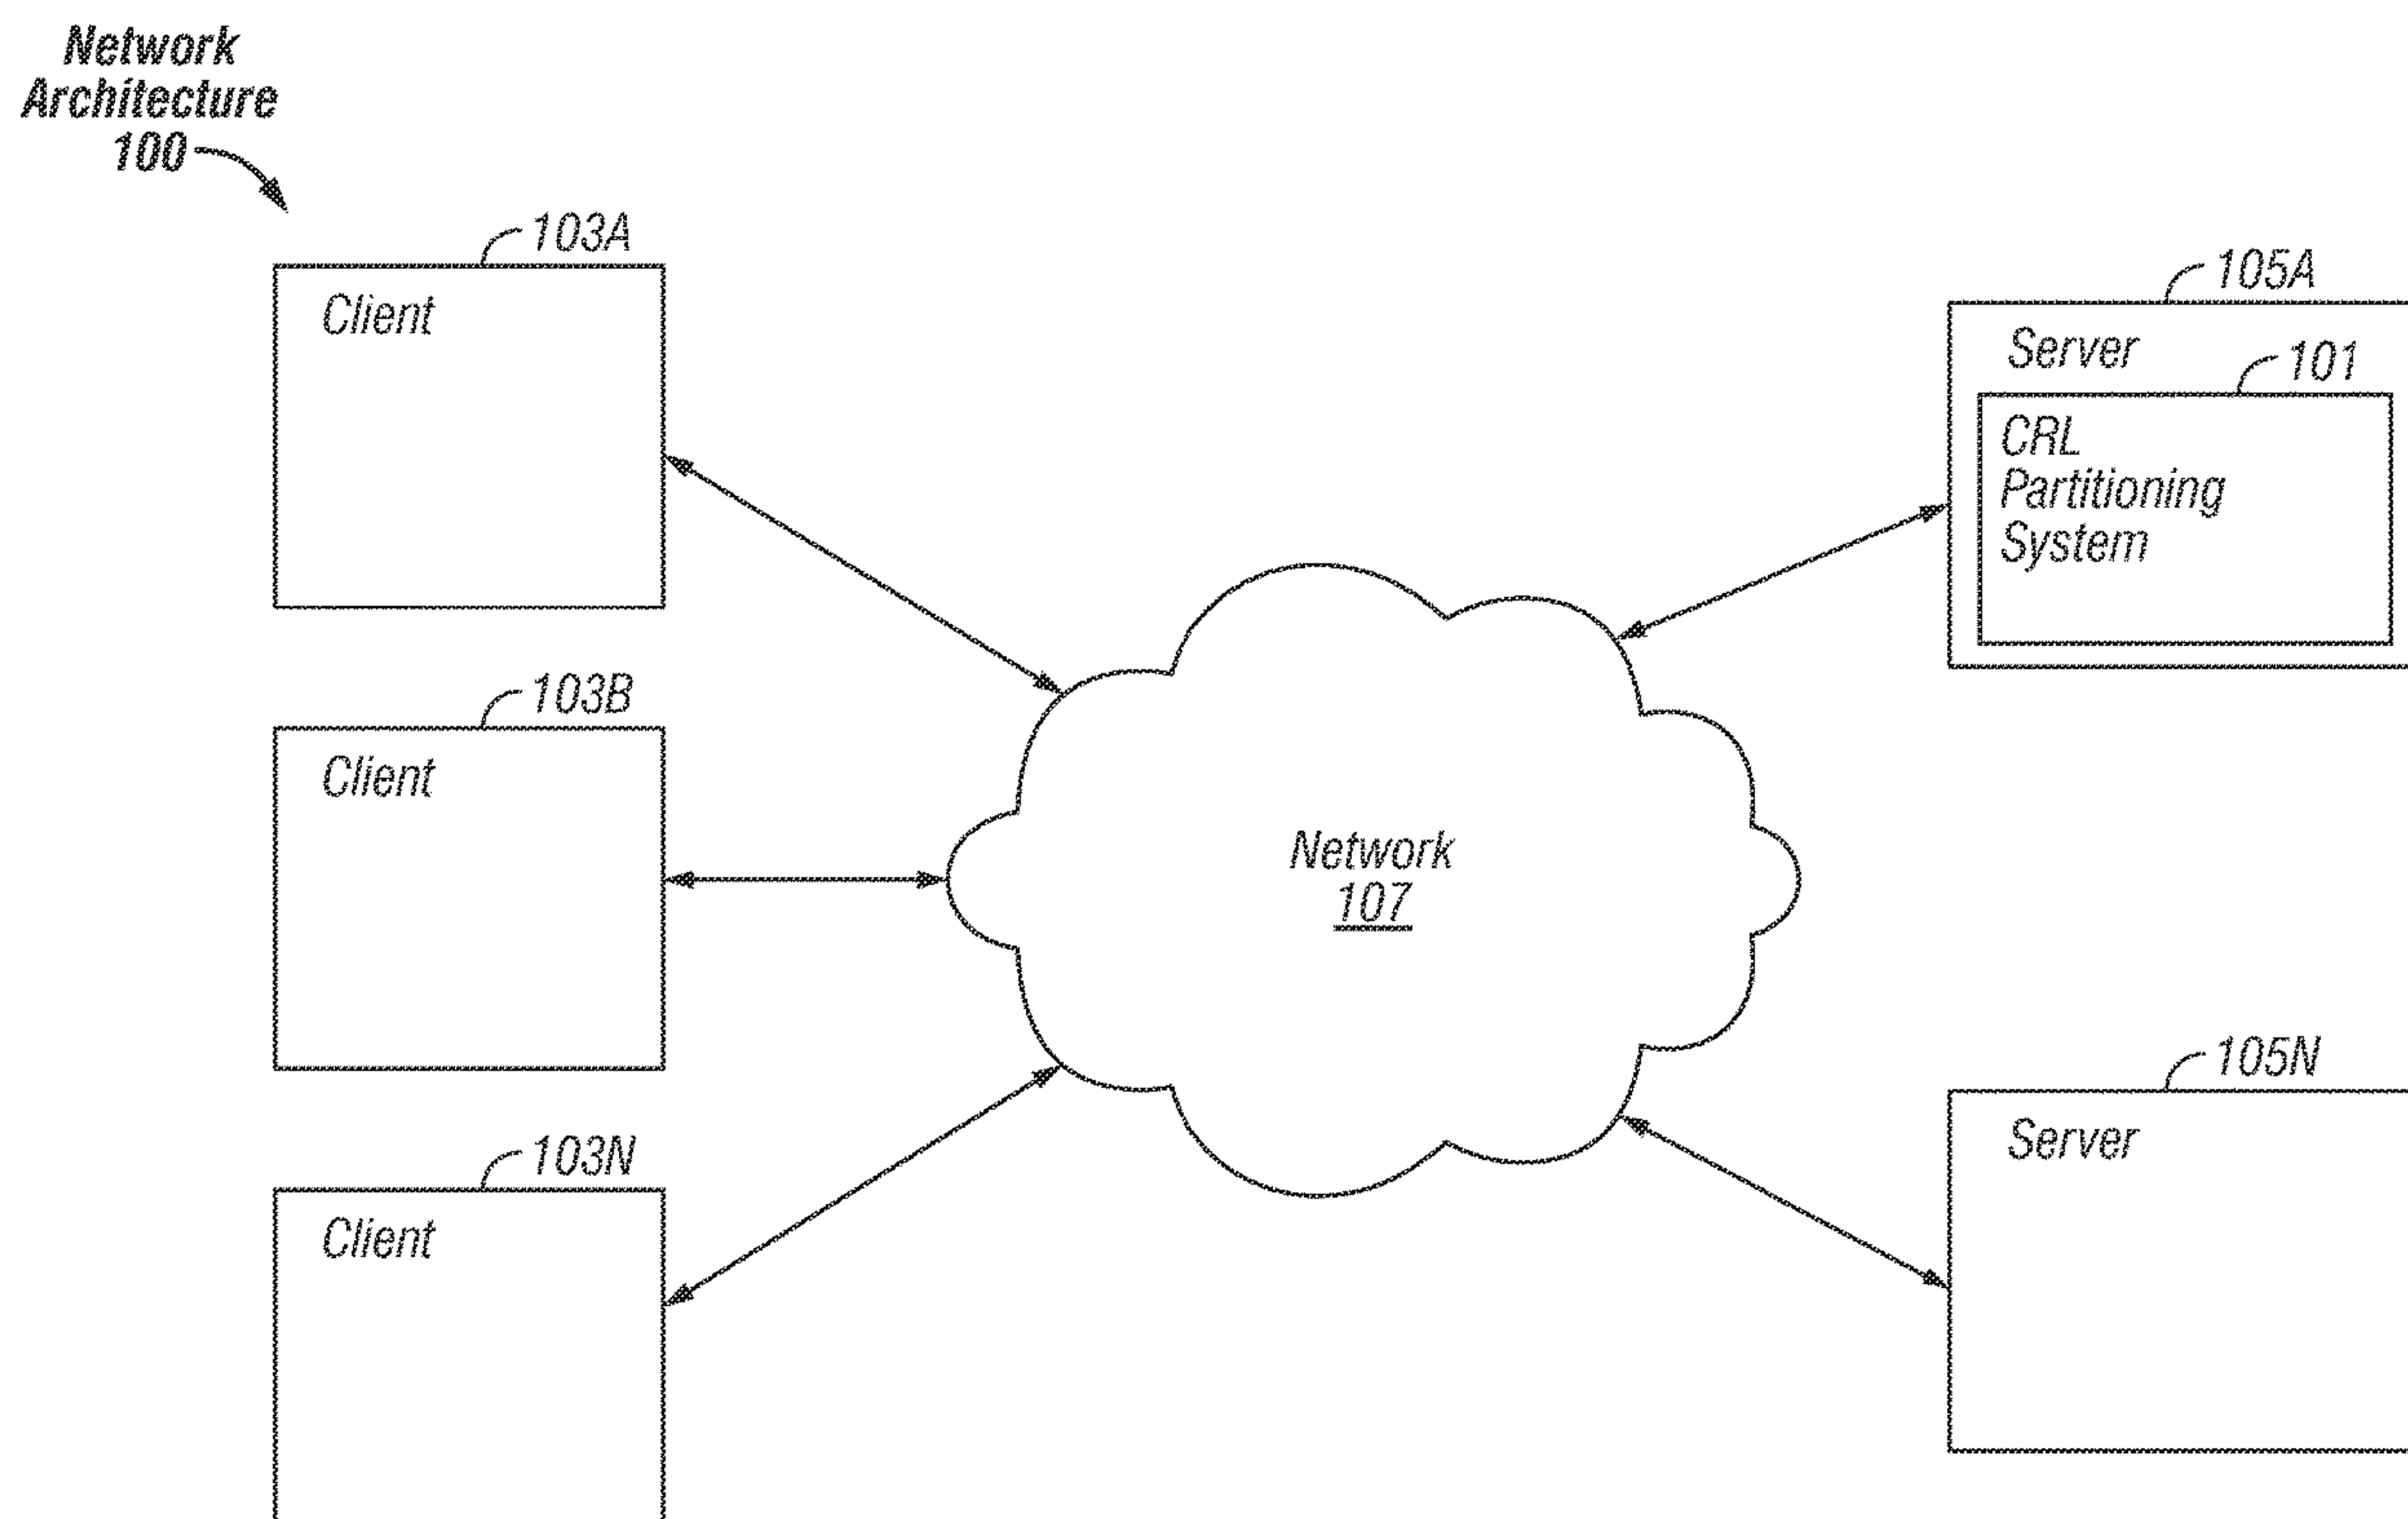 Network
Architecture
100
103A
Client
105A
Server
101
CRL
Partitioning
System
103B
Client
Network
107
103N
Client
105N
Server